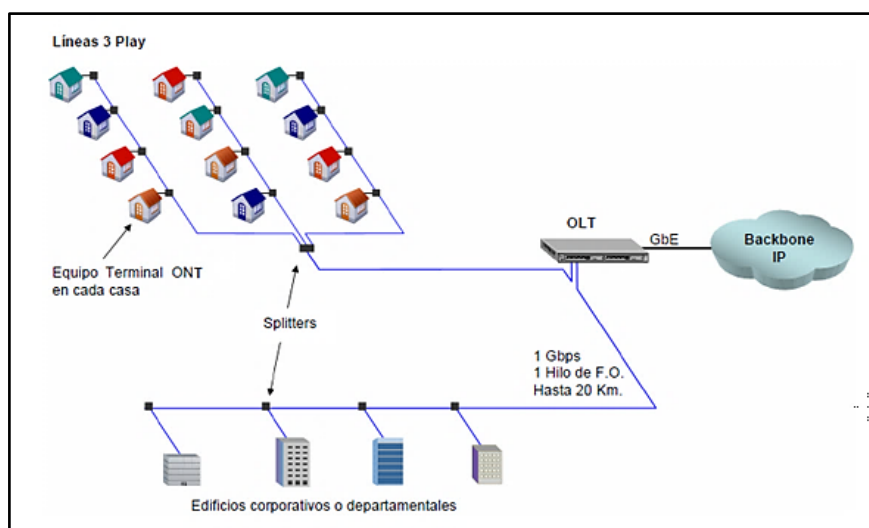 Líneas 3 Play
OLT
GbE
Backbone
IP
Equipo Terminal ONT
en cada casa
Splitters
1 Gbps
1 Hilo de F.O.
Hasta 20 Km.
Edificios corporativos o departamentales